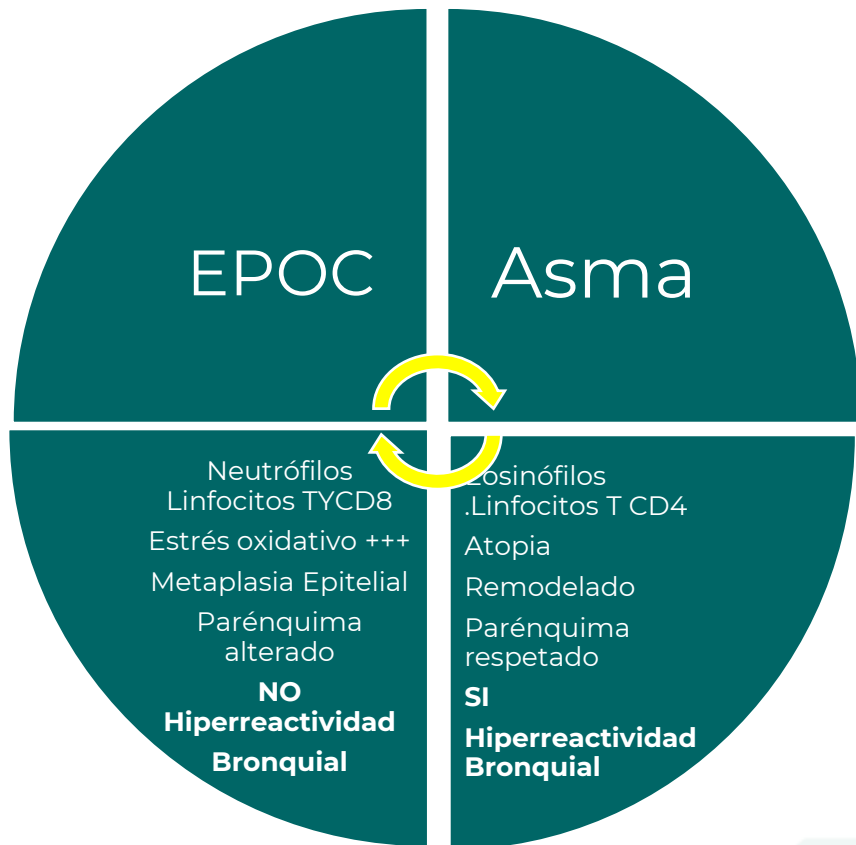 EPOC
Asma
Neutrófilos
Linfocitos TYCD8
Estrés oxidativo +++
Metaplasia Epitelial
Parénquima
alterado
NO
Hiperreactividad
Bronquial
Eosinófilos
.Linfocitos T CD4
Atopia
Remodelado
Parénquima
respetado
SI
Hiperreactividad
Bronquial